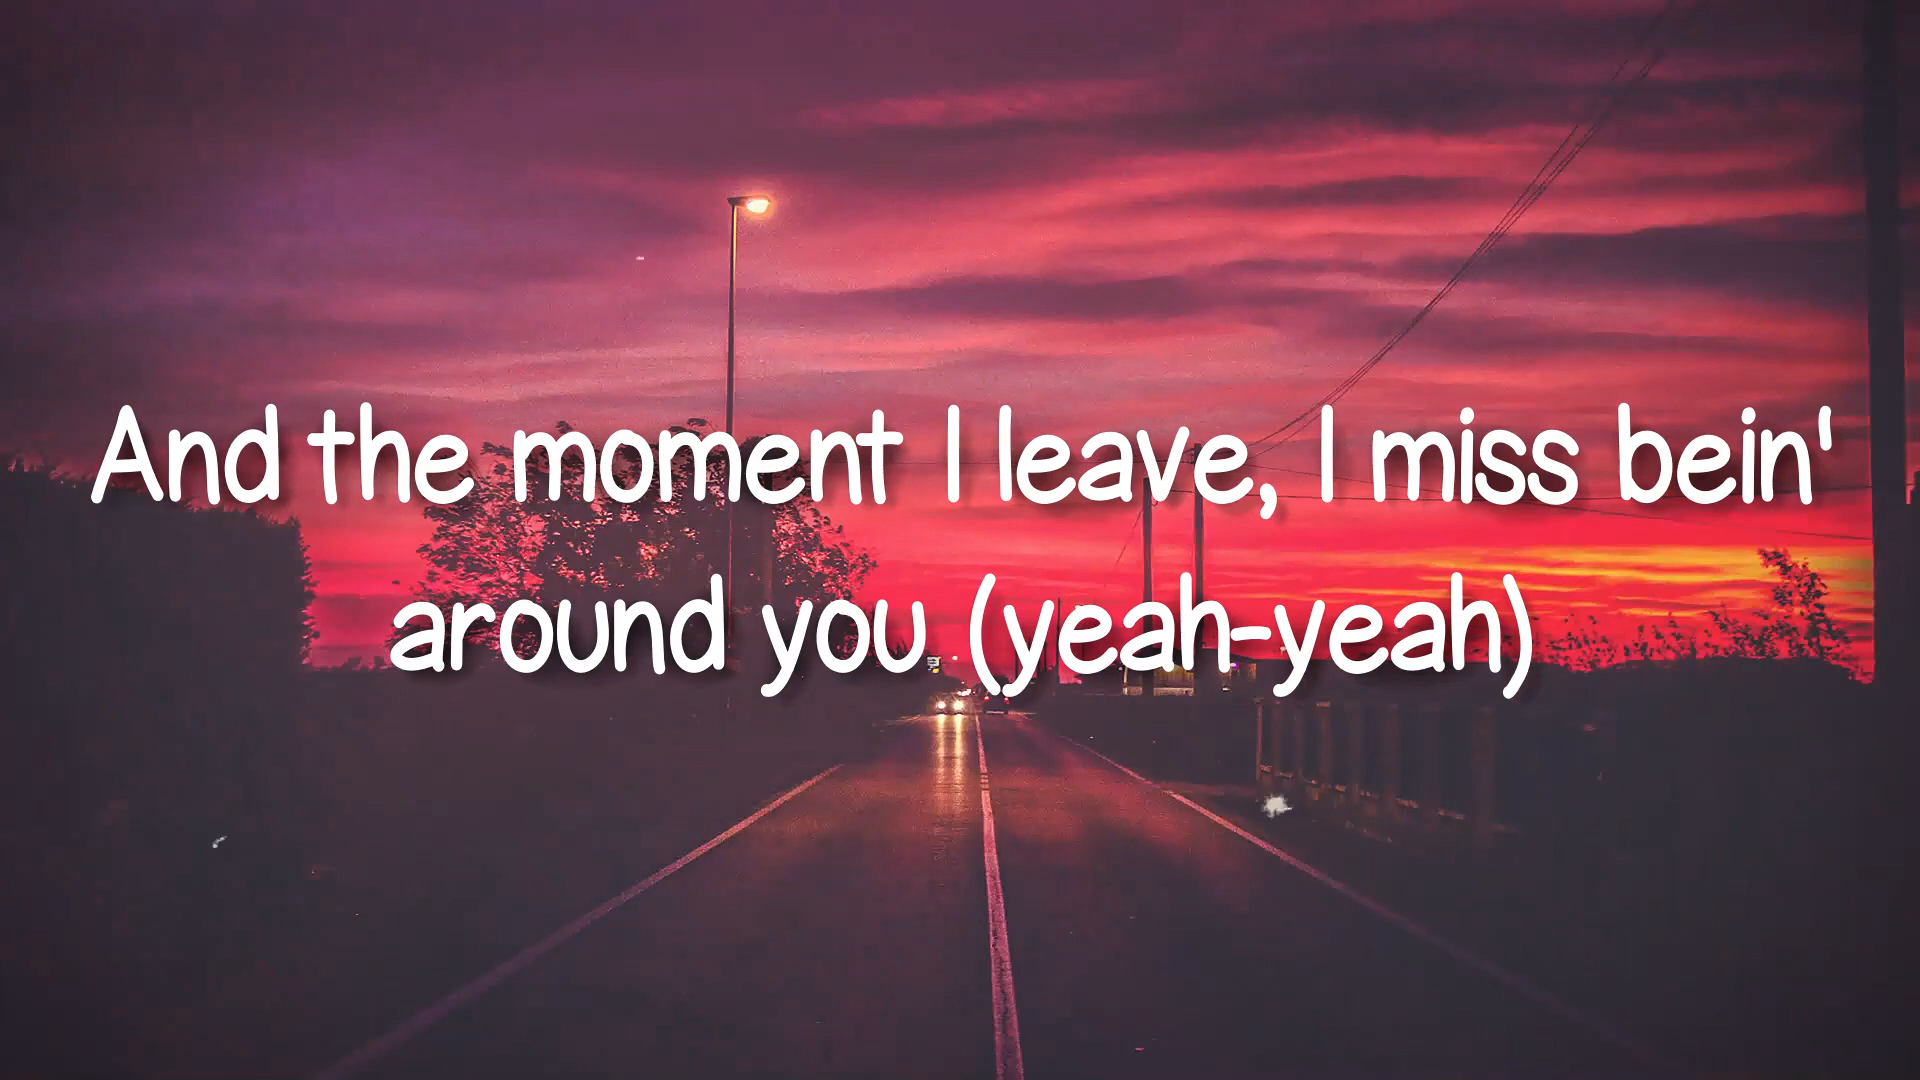 And the moment I leave, I miss bein'
around you (yeah-yeah)